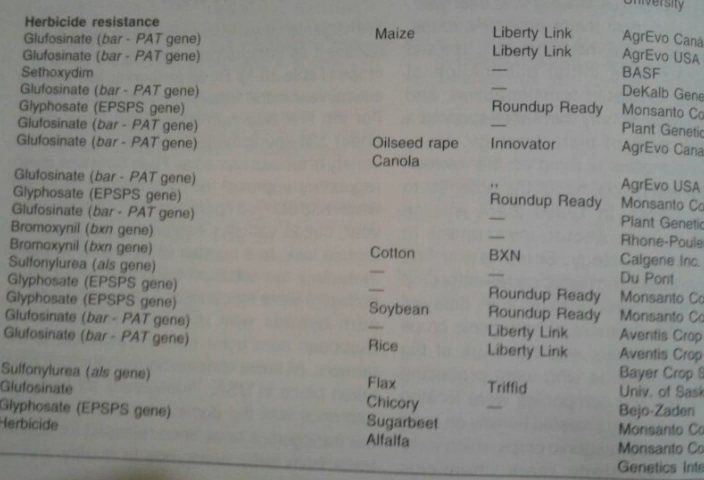 University
Herbicide resistance
Glufosinate (bar - PAT gene) Maize Liberty Link AgrEvo Cana
Glufosinate (bar - PAT gene) Liberty Link AgrEvo USA
Sethoxydim — BASF
Glufosinate (bar - PAT gene) — DeKalb Gene
Glyphosate (EPSPS gene) Roundup Ready Monsanto Co
Glufosinate (bar - PAT gene) — Plant Genetic
Glufosinate (bar - PAT gene) Oilseed rape Innovator AgrEvo Cana
Canola
Glufosinate (bar - PAT gene) ,, AgrEvo USA
Glyphosate (EPSPS gene) Roundup Ready Monsanto Co
Glufosinate (bar - PAT gene) — Plant Genetic
Bromoxynil (bxn gene) — Rhone-Poule
Bromoxynil (bxn gene) Cotton BXN Calgene Inc.
Sulfonylurea (als gene) — — Du Pont
Glyphosate (EPSPS gene) — Roundup Ready Monsanto Co
Glyphosate (EPSPS gene) Soybean Roundup Ready Monsanto Co
Glufosinate (bar - PAT gene) — Liberty Link Aventis Crop
Glufosinate (bar - PAT gene) Rice Liberty Link Aventis Crop
Bayer Crop S
Sulfonylurea (als gene) Flax Triffid Univ. of Sask
Glufosinate Chicory — Bejo-Zaden
Glyphosate (EPSPS gene) Sugarbeet Monsanto Co
Herbicide Alfalfa Monsanto Co
Genetics Inte